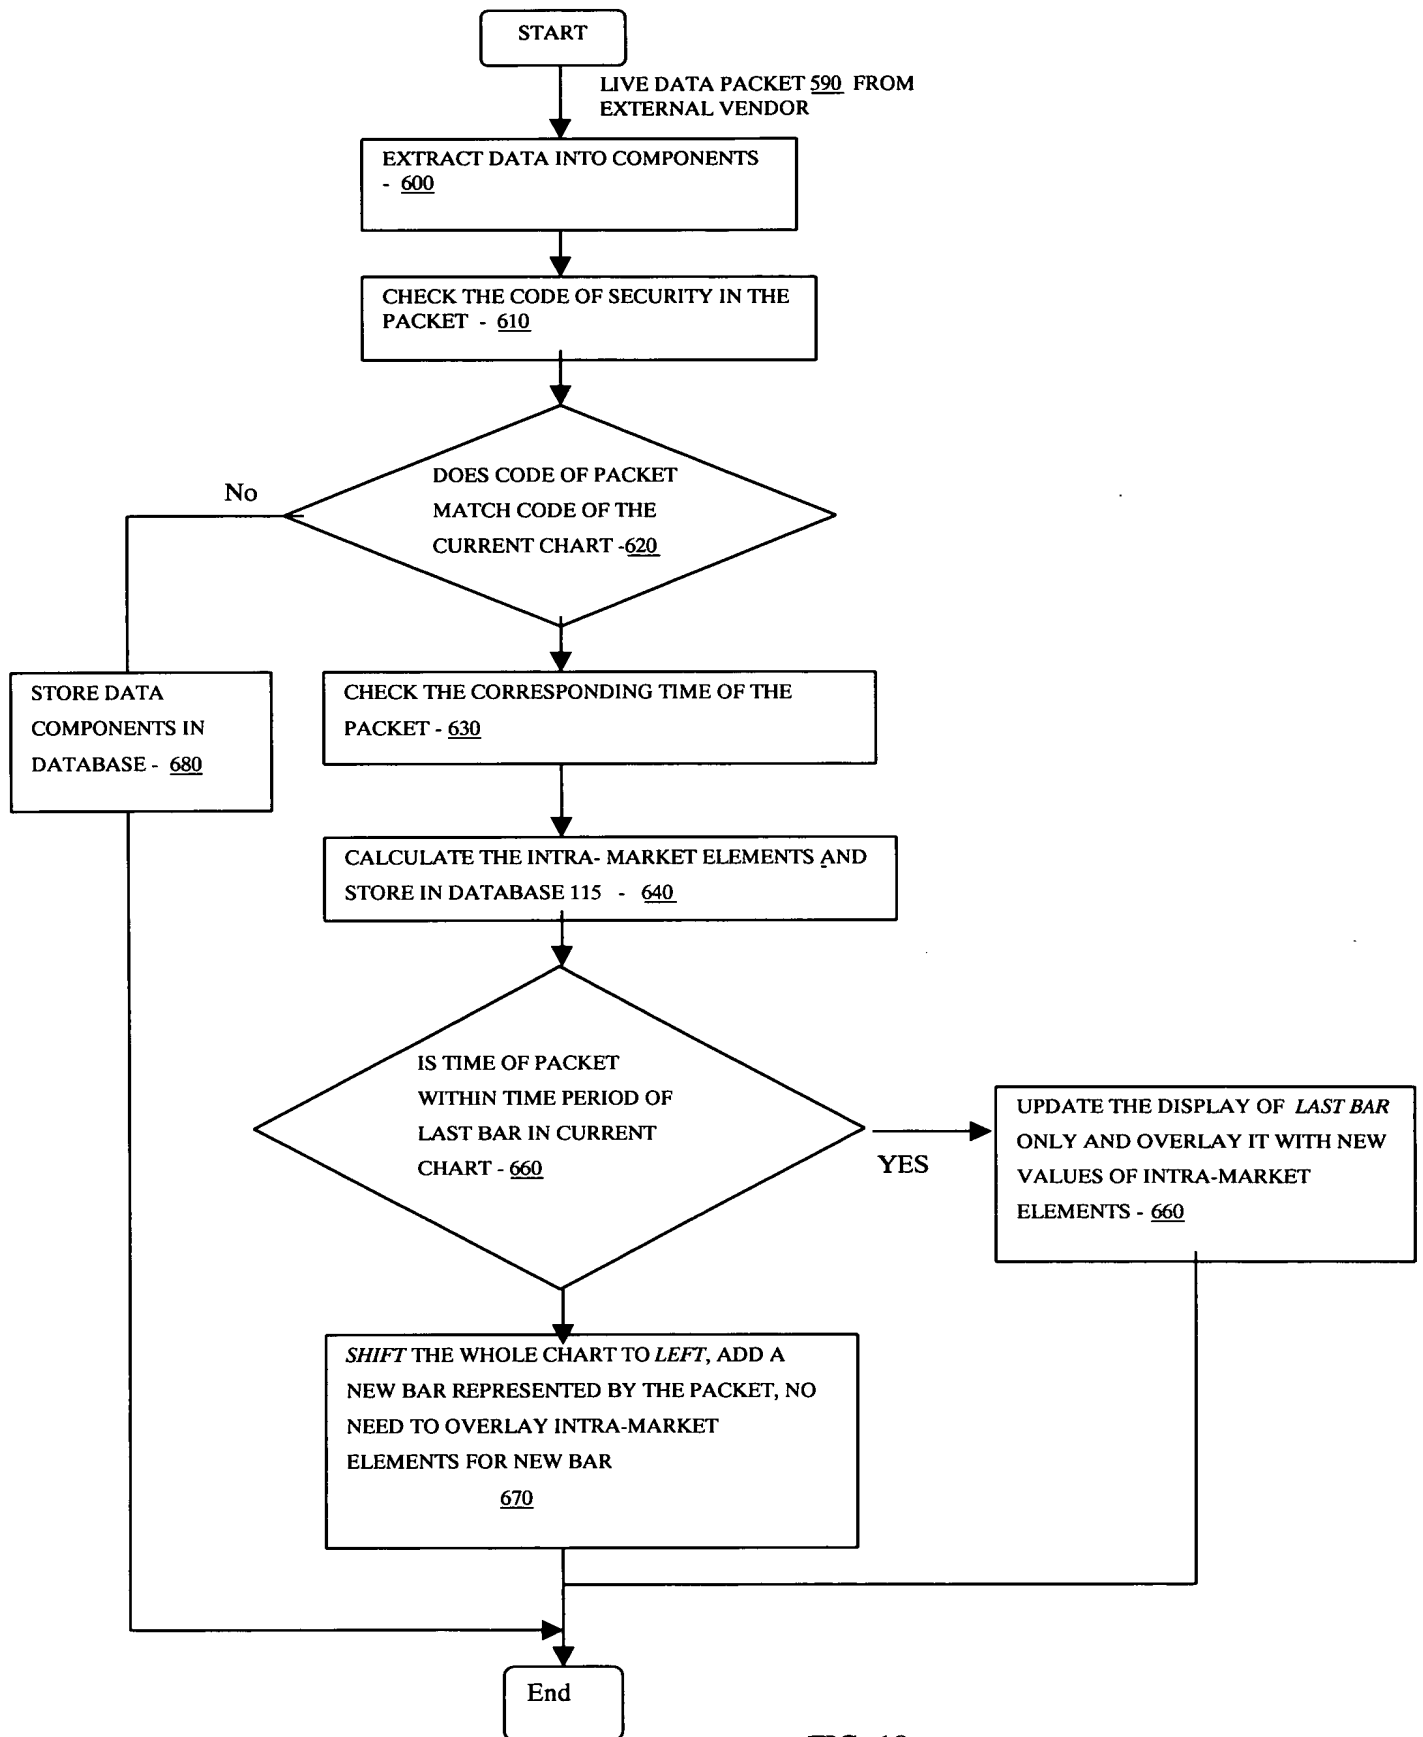 START
LIVE DATA PACKET 590 FROM
EXTERNAL VENDOR
EXTRACT DATA INTO COMPONENTS
- 600
CHECK THE CODE OF SECURITY IN THE
PACKET - 610
DOES CODE OF PACKET
MATCH CODE OF THE
CURRENT CHART -620
No
STORE DATA
COMPONENTS IN
DATABASE - 680
CHECK THE CORRESPONDING TIME OF THE
PACKET - 630
CALCULATE THE INTRA- MARKET ELEMENTS AND
STORE IN DATABASE 115 - 640
IS TIME OF PACKET
WITHIN TIME PERIOD OF
LAST BAR IN CURRENT
CHART - 660
YES
UPDATE THE DISPLAY OF LAST BAR
ONLY AND OVERLAY IT WITH NEW
VALUES OF INTRA-MARKET
ELEMENTS - 660
SHIFT THE WHOLE CHART TO LEFT, ADD A
NEW BAR REPRESENTED BY THE PACKET, NO
NEED TO OVERLAY INTRA-MARKET
ELEMENTS FOR NEW BAR
670
End